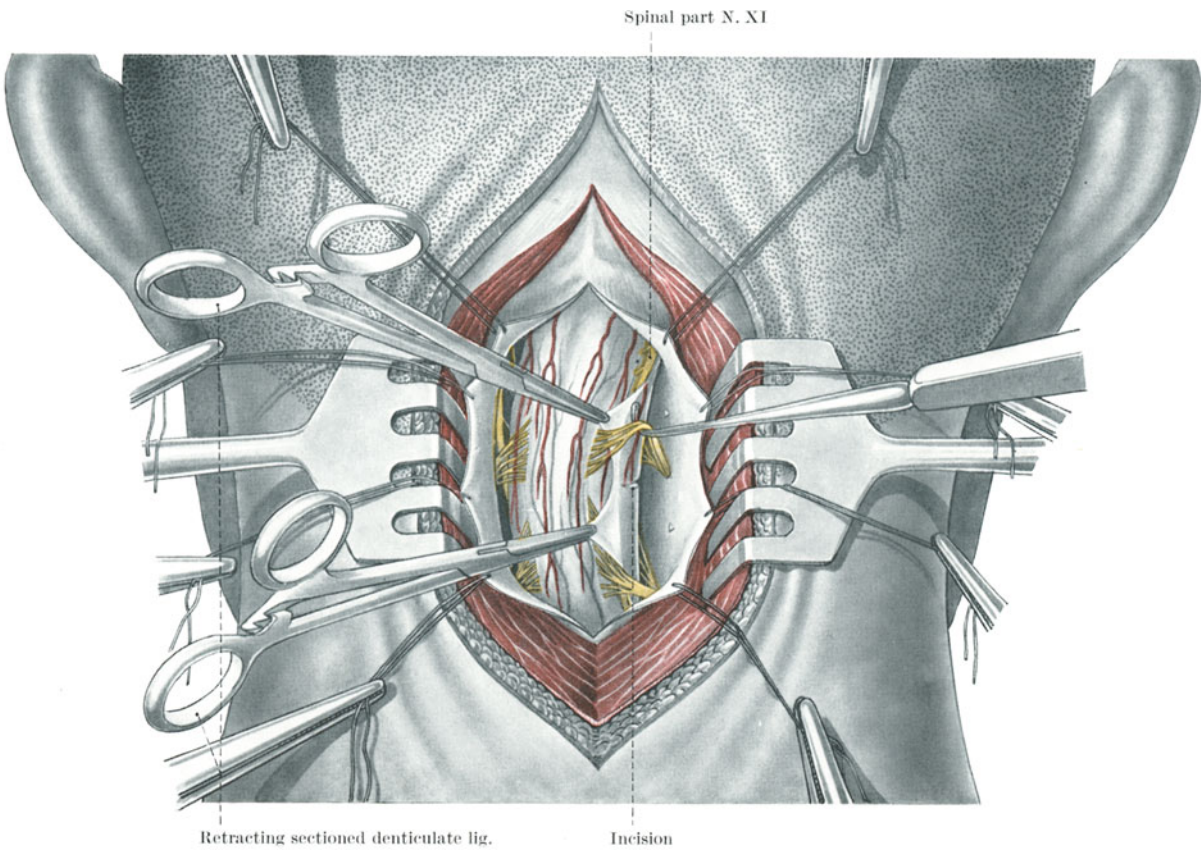 Spinal part N. XI
Retracting sectioned denticulate lig.
Incision